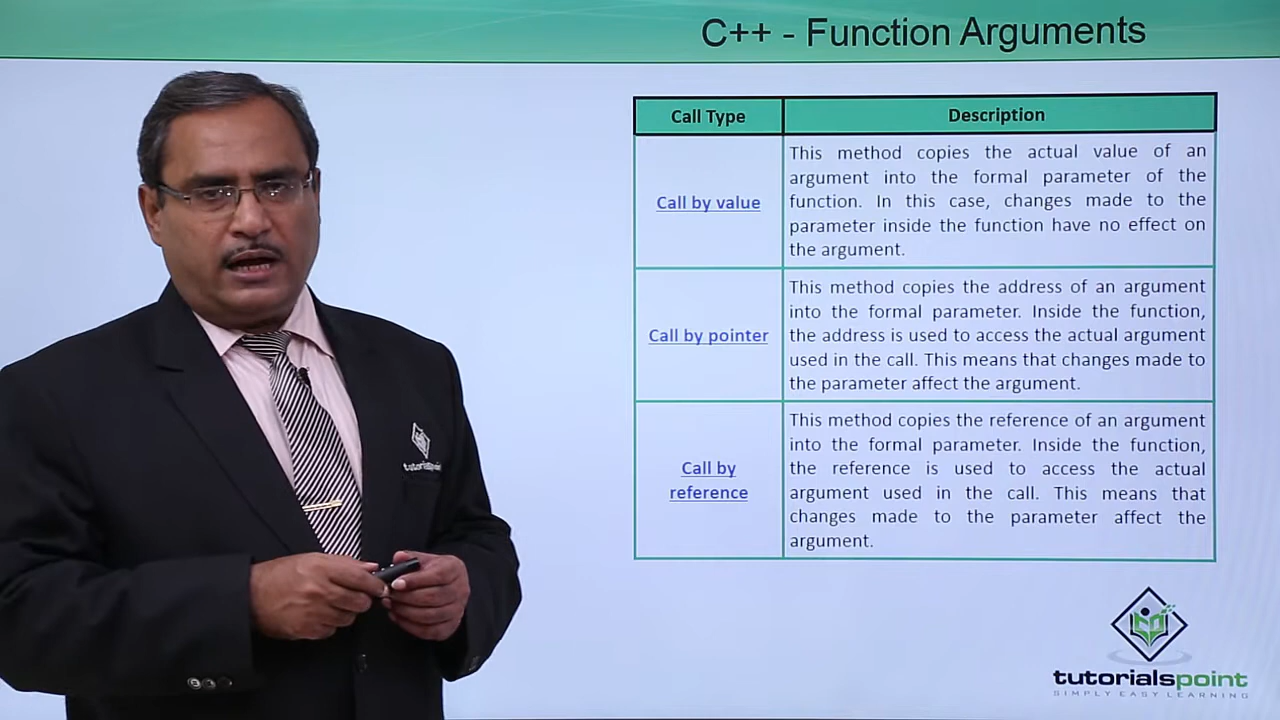 C++ - Function Arguments
Call Type
Description
Call by value
This method copies the actual value of an
argument into the formal parameter of the
function. In this case, changes made to the
parameter inside the function have no effect on
the argument.
Call by pointer
This method copies the address of an argument
into the formal parameter. Inside the function,
the address is used to access the actual argument
used in the call. This means that changes made to
the parameter affect the argument.
Call by
reference
This method copies the reference of an argument
into the formal parameter. Inside the function,
the reference is used to access the actual
argument used in the call. This means that
changes made to the parameter affect the
argument.
tutorialspoint
tutorialspoint
SIMPLY EASY LEARNING